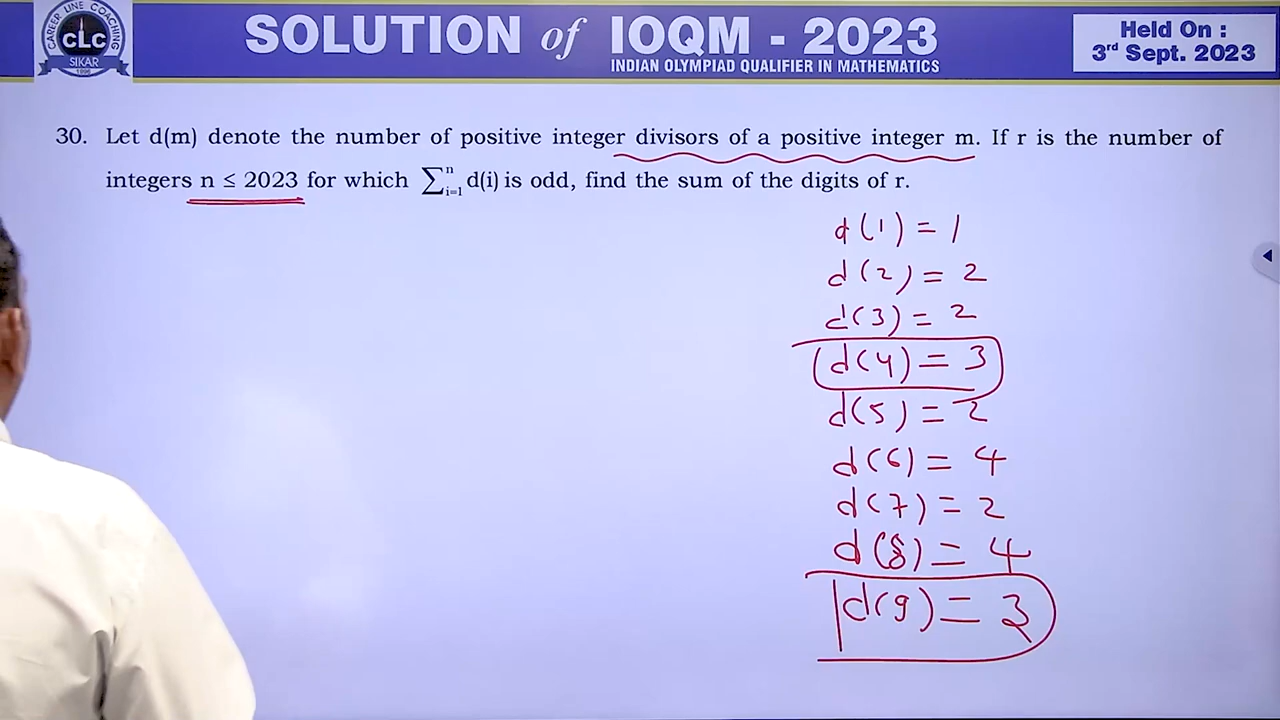 CAREER LINE COACHING
CLC
SIKAR
1996
SOLUTION of IOQM - 2023
INDIAN OLYMPIAD QUALIFIER IN MATHEMATICS
Held On :
3rd Sept. 2023
30. Let d(m) denote the number of positive integer divisors of a positive integer m. If r is the number of
integers n ≤ 2023 for which ∑ⁿᵢ₌₁ d(i) is odd, find the sum of the digits of r.
d(1) = 1
d(2) = 2
d(3) = 2
d(4) = 3
d(5) = 2
d(6) = 4
d(7) = 2
d(8) = 4
d(9) = 3